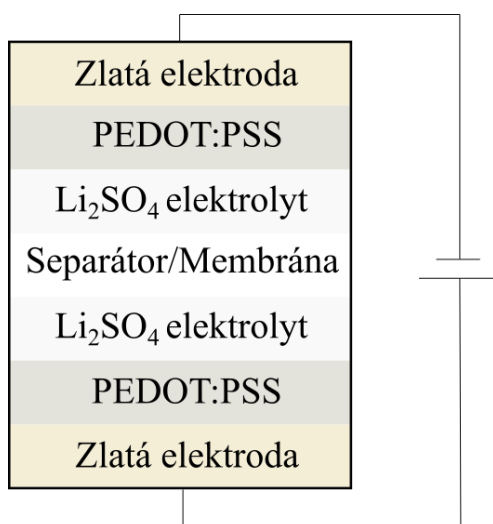 Zlatá elektroda
PEDOT:PSS
Li₂SO₄ elektrolyt
Separátor/Membrána
Li₂SO₄ elektrolyt
PEDOT:PSS
Zlatá elektroda